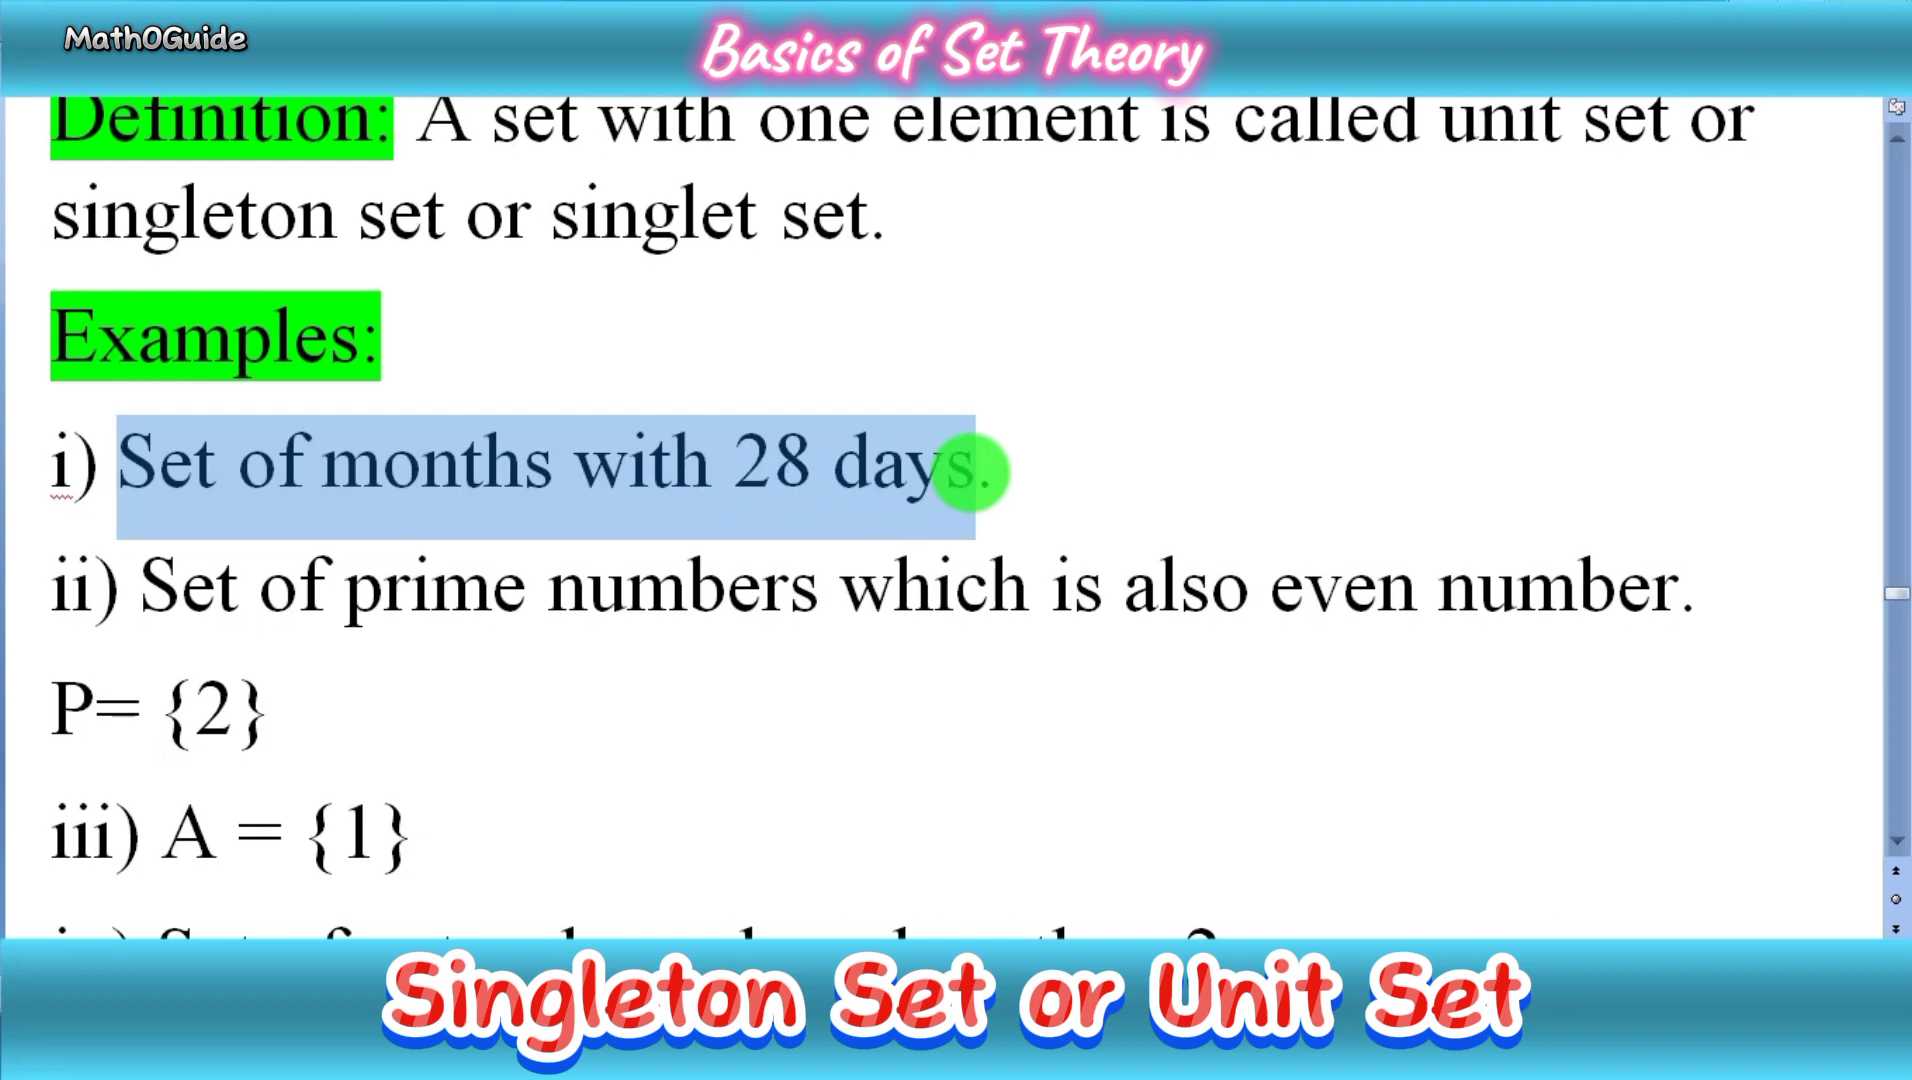 MathOGuide
Basics of Set Theory
Definition: A set with one element is called unit set or
singleton set or singlet set.
Examples:
i) Set of months with 28 days.
ii) Set of prime numbers which is also even number.
P= {2}
iii) A = {1}
Singleton Set or Unit Set